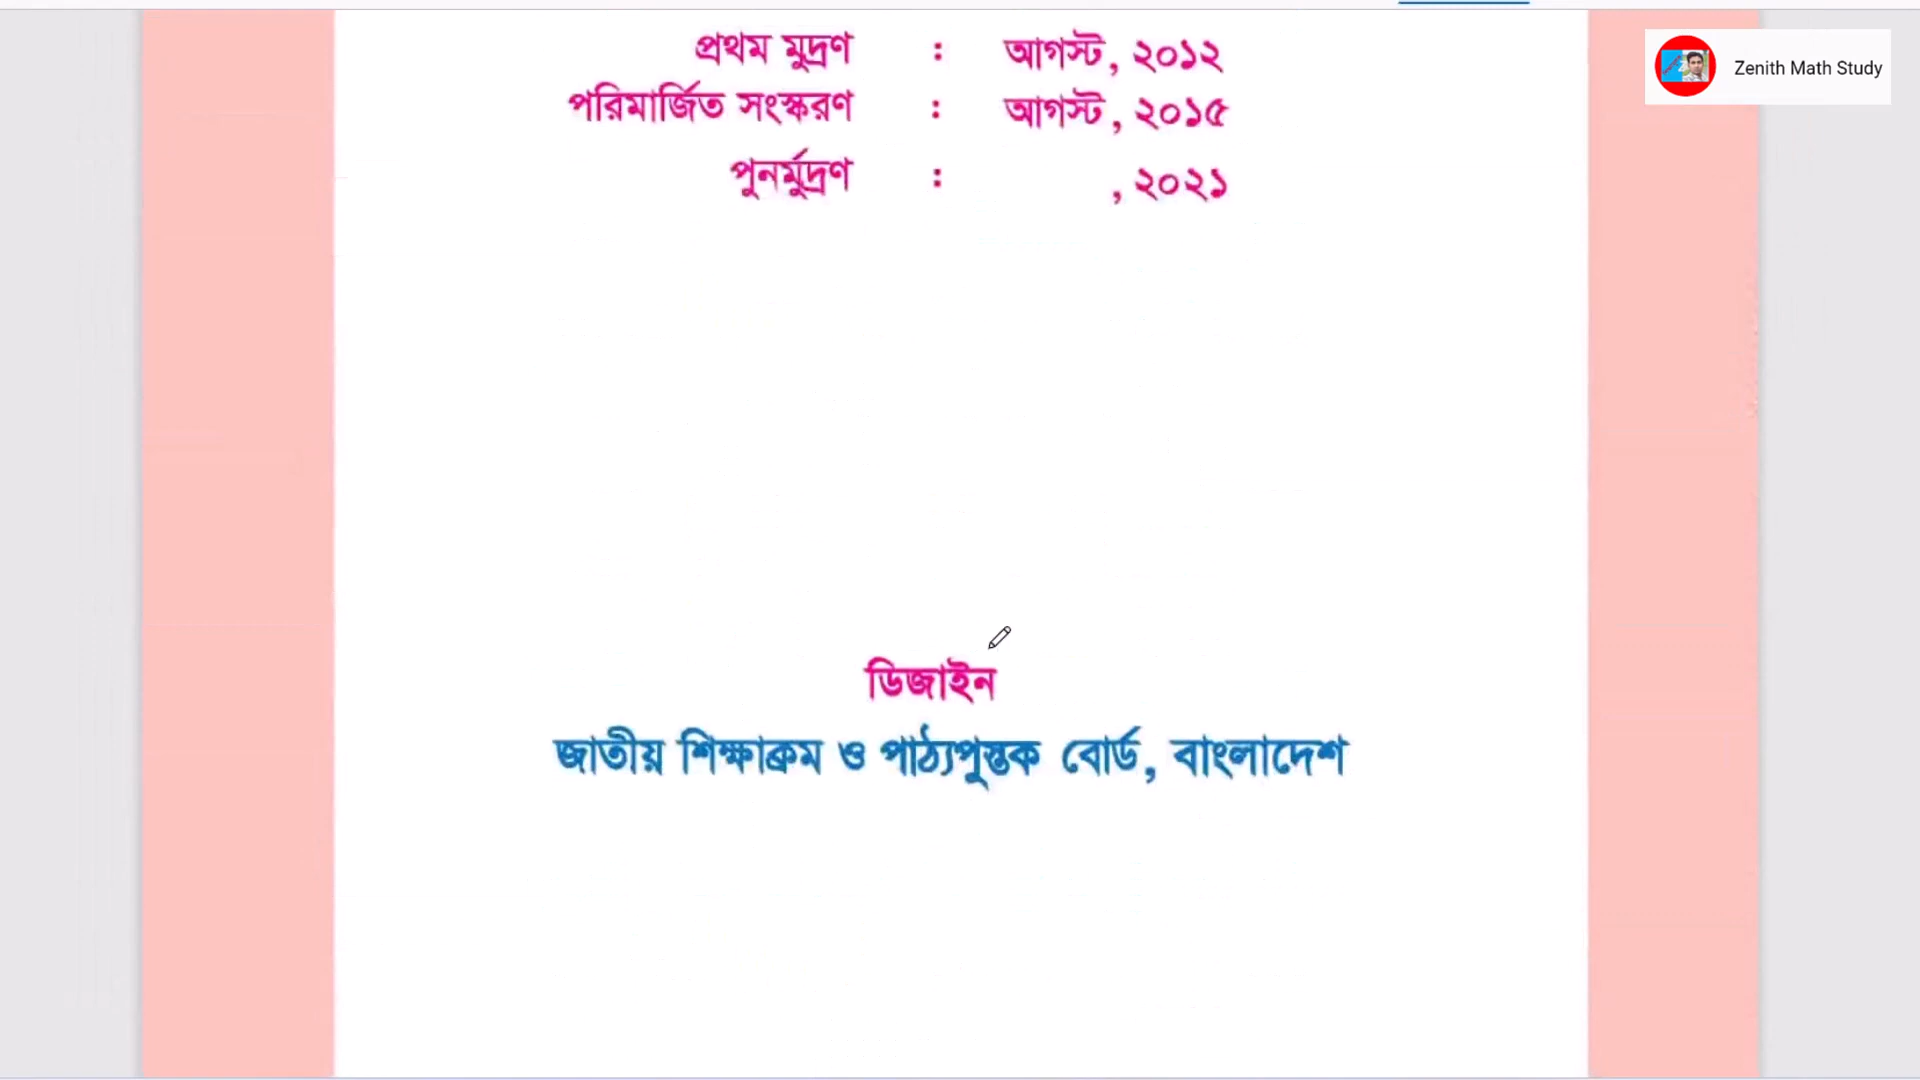 প্রথম মুদ্রণ : আগস্ট, ২০১২
Zenith Math Study
পরিমার্জিত সংস্করণ : আগস্ট, ২০১৫
পুনর্মুদ্রণ : , ২০২১
ডিজাইন
জাতীয় শিক্ষাক্রম ও পাঠ্যপুস্তক বোর্ড, বাংলাদেশ